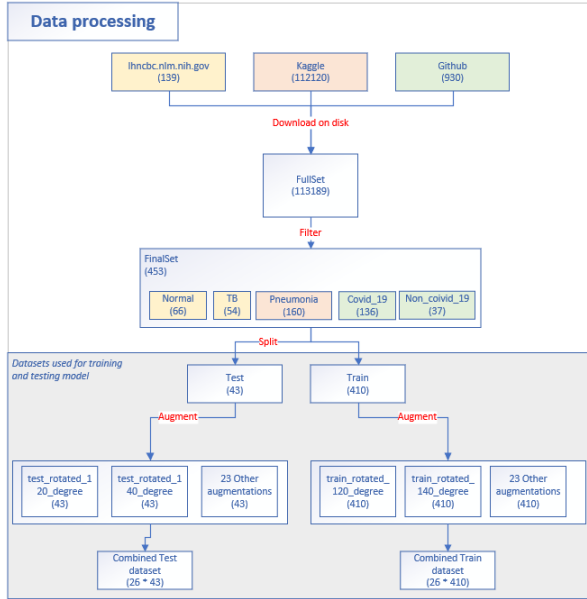 Data processing
lhncbc.nlm.nih.gov
(139)
Kaggle
(112120)
Github
(930)
Download on disk
FullSet
(113189)
Filter
FinalSet
(453)
Normal
(66)
TB
(54)
Pneumonia
(160)
Covid_19
(136)
Non_coivid_19
(37)
Split
Datasets used for training
and testing model
Test
(43)
Train
(410)
Augment
Augment
test_rotated_1
20_degree
(43)
test_rotated_1
40_degree
(43)
23 Other
augmentations
(43)
train_rotated_
120_degree
(410)
train_rotated_
140_degree
(410)
23 Other
augmentations
(410)
Combined Test
dataset
(26 * 43)
Combined Train
dataset
(26 * 410)